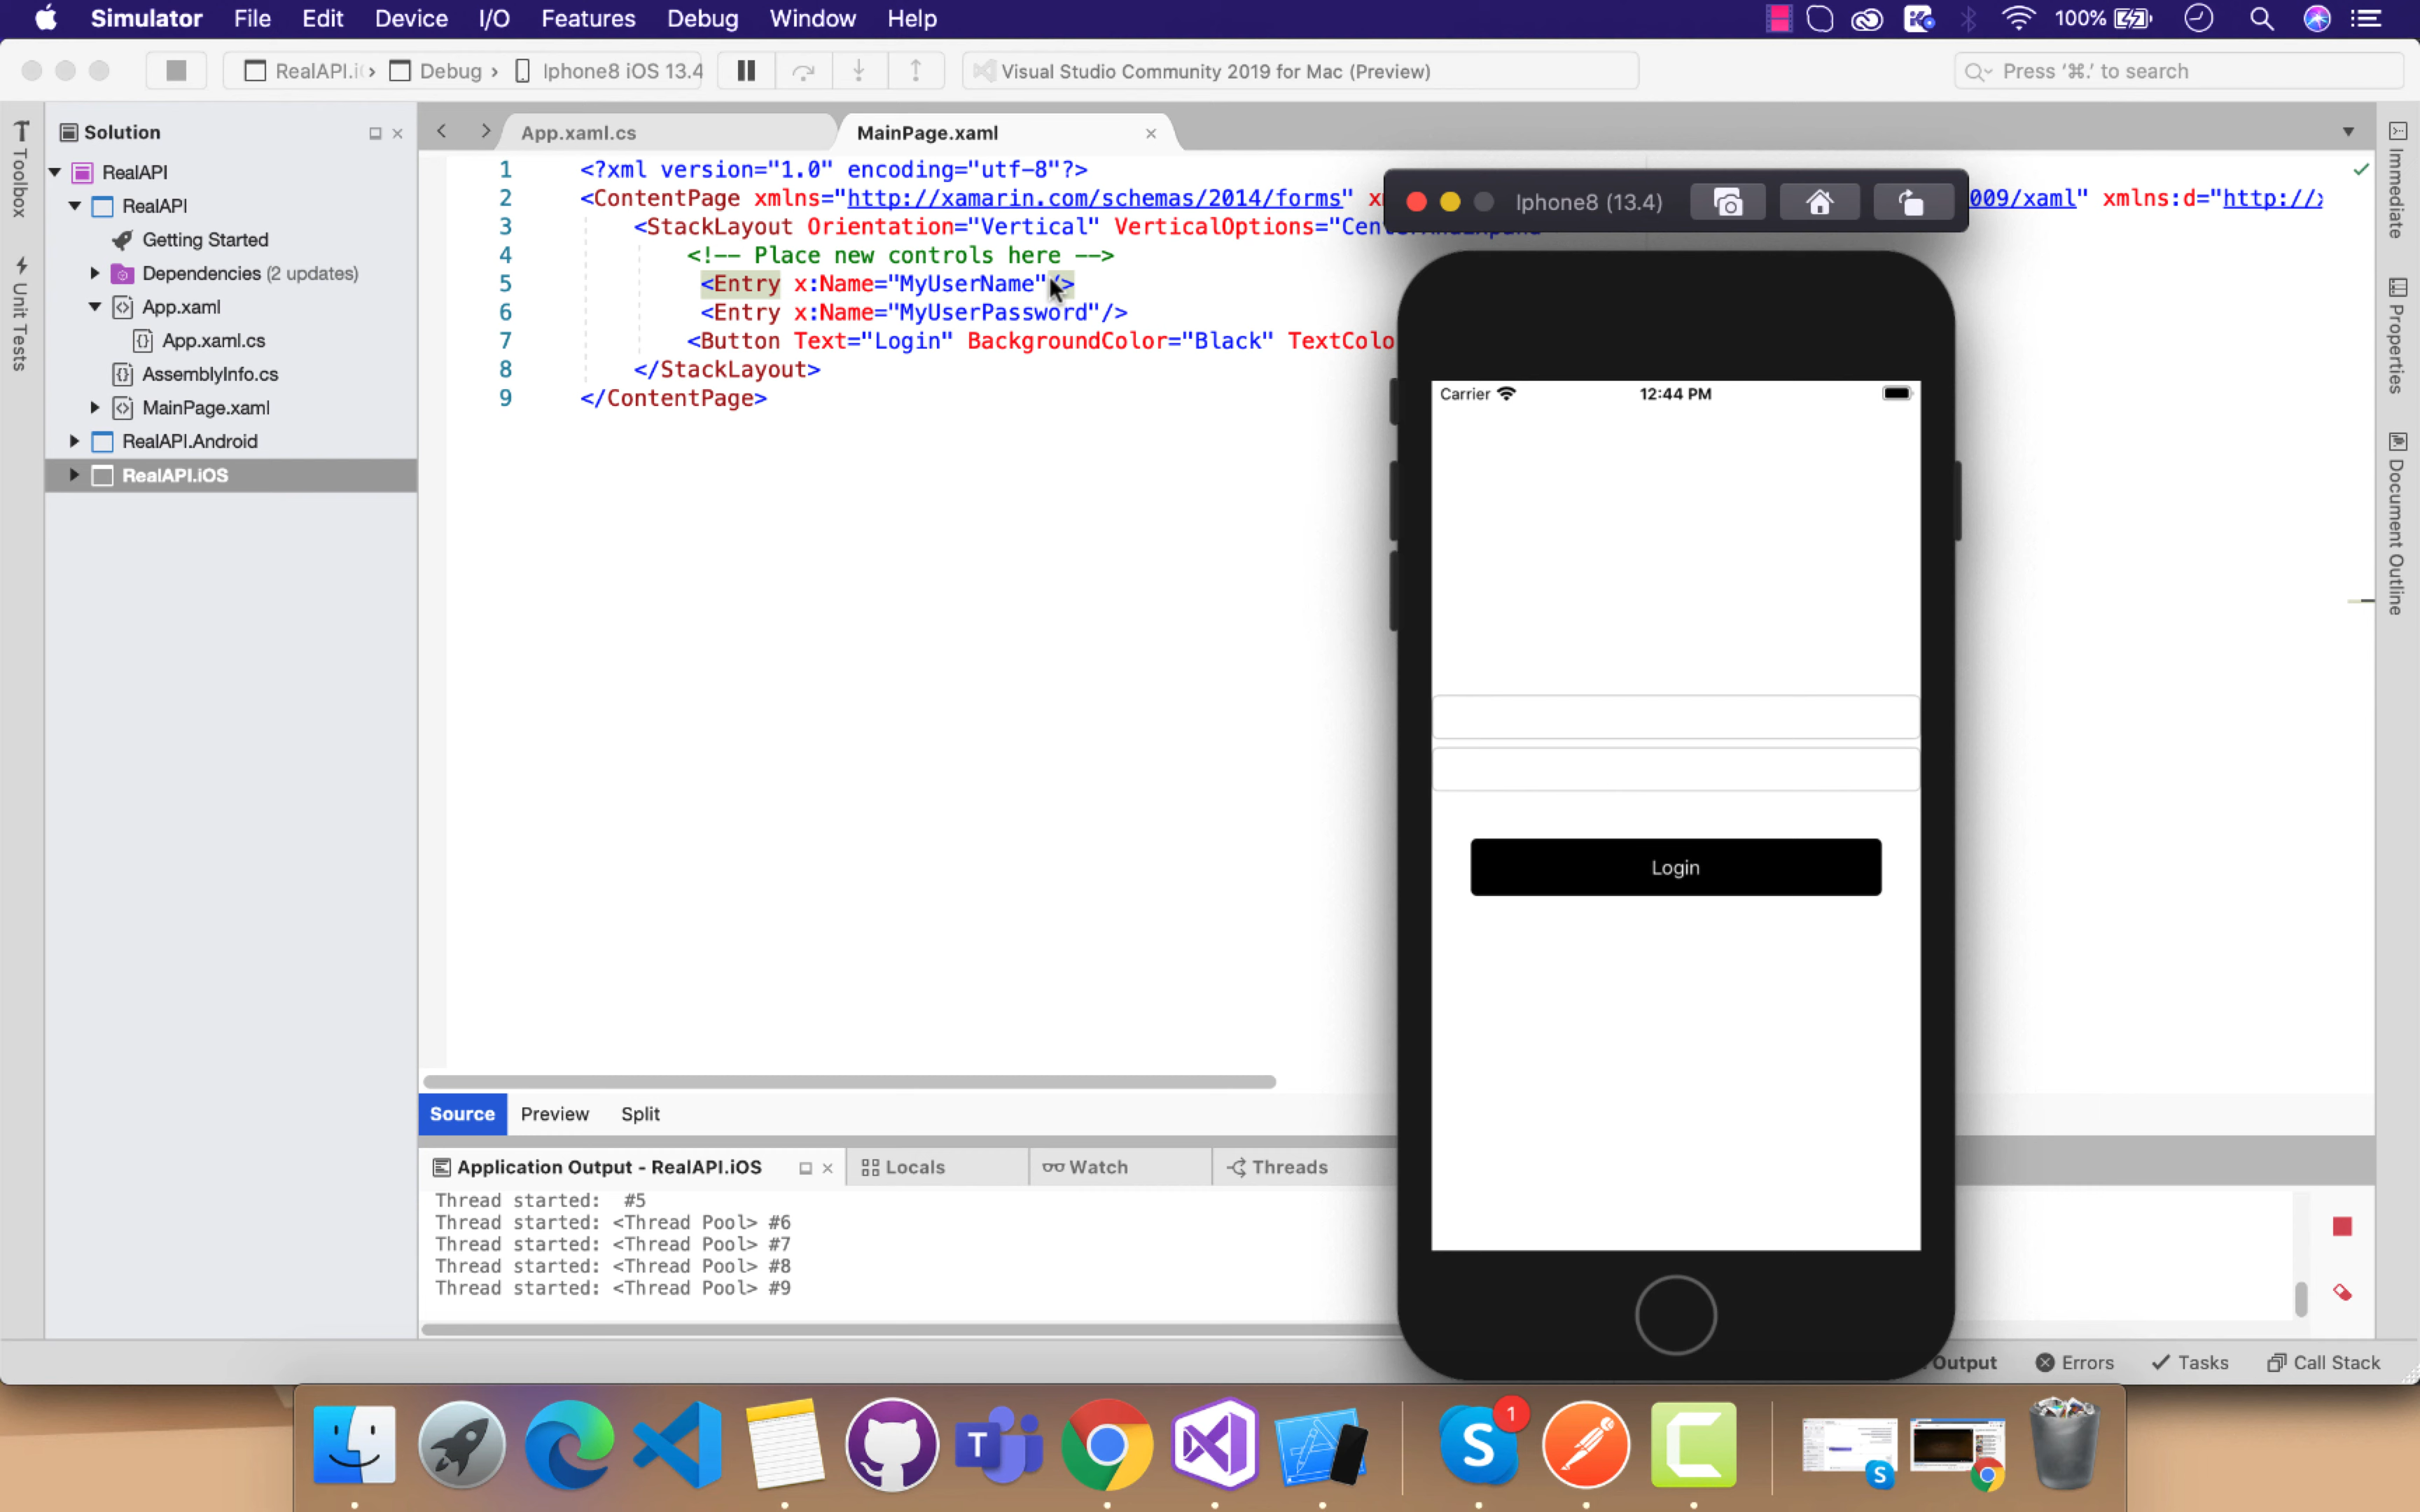 Simulator File Edit Device I/O Features Debug Window Help 100%
RealAPI.i Debug Iphone8 iOS 13.4 Visual Studio Community 2019 for Mac (Preview) Press ‘⌘.’ to search
Toolbox
Unit Tests
Solution
RealAPI
RealAPI
Getting Started
Dependencies (2 updates)
App.xaml
App.xaml.cs
AssemblyInfo.cs
MainPage.xaml
RealAPI.Android
RealAPI.iOS
App.xaml.cs MainPage.xaml
1 <?xml version="1.0" encoding="utf-8"?>
2 <ContentPage xmlns="http://xamarin.com/schemas/2014/forms" x 009/xaml" xmlns:d="http://
3 <StackLayout Orientation="Vertical" VerticalOptions="CenterAndExpand"
4 <!-- Place new controls here -->
5 <Entry x:Name="MyUserName"/>
6 <Entry x:Name="MyUserPassword"/>
7 <Button Text="Login" BackgroundColor="Black" TextColo
8 </StackLayout>
9 </ContentPage>
Iphone8 (13.4)
Carrier 12:44 PM
Login
Immediate
Properties
Document Outline
Source Preview Split
Application Output - RealAPI.iOS Locals Watch Threads
Thread started: #5
Thread started: <Thread Pool> #6
Thread started: <Thread Pool> #7
Thread started: <Thread Pool> #8
Thread started: <Thread Pool> #9
Output Errors Tasks Call Stack
T
S
1
S